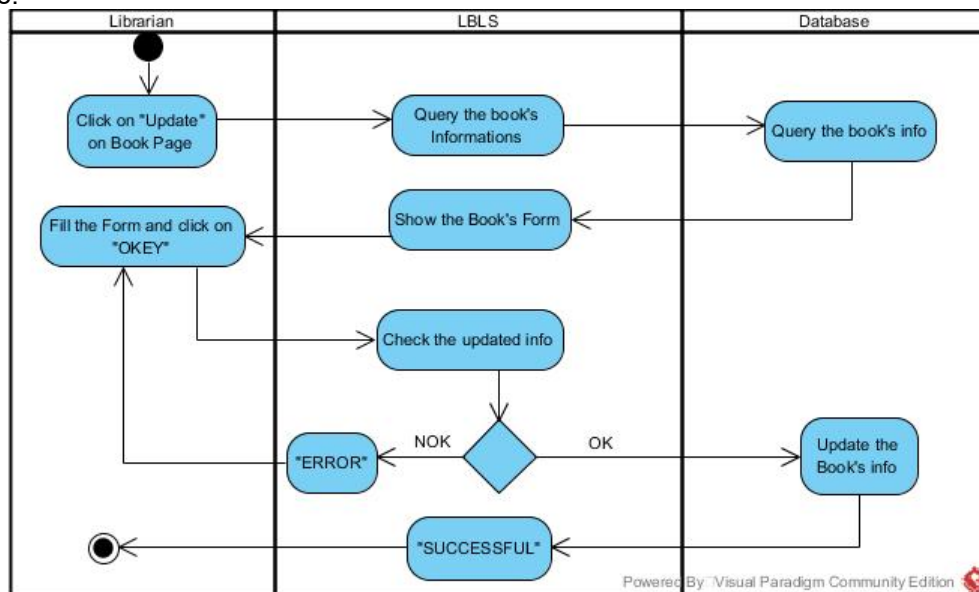 Librarian
LBLS
Database
Click on "Update"
on Book Page
Query the book's
Informations
Query the book's info
Show the Book's Form
Fill the Form and click on
"OKEY"
Check the updated info
NOK
OK
"ERROR"
Update the
Book's info
"SUCCESSFUL"
Powered By Visual Paradigm Community Edition